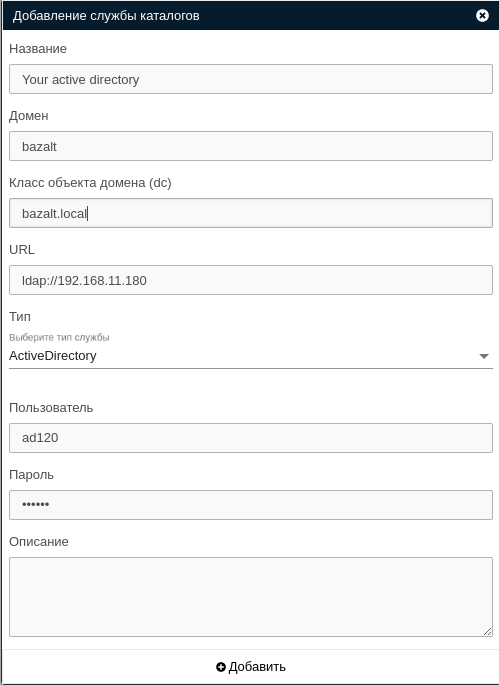 Добавление службы каталогов
Название
Your active directory
Домен
bazalt
Класс объекта домена (dc)
bazalt.local
URL
ldap://192.168.11.180
Тип
Выберите тип службы
ActiveDirectory
Пользователь
ad120
Пароль
••••••
Описание
Добавить